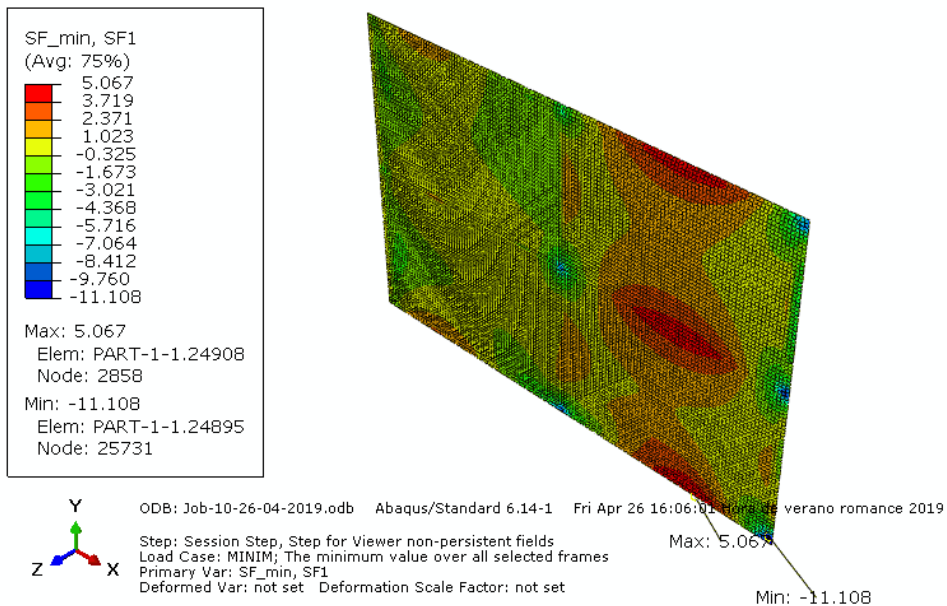 SF_min, SF1
(Avg: 75%)
5.067
3.719
2.371
1.023
-0.325
-1.673
-3.021
-4.368
-5.716
-7.064
-8.412
-9.760
-11.108
Max: 5.067
Elem: PART-1-1.24908
Node: 2858
Min: -11.108
Elem: PART-1-1.24895
Node: 25731
Y
Z
X
ODB: Job-10-26-04-2019.odb Abaqus/Standard 6.14-1 Fri Apr 26 16:06:01 Hora de verano romance 2019
Step: Session Step, Step for Viewer non-persistent fields
Load Case: MINIM; The minimum value over all selected frames
Primary Var: SF_min, SF1
Deformed Var: not set Deformation Scale Factor: not set
Max: 5.067
Min: -11.108